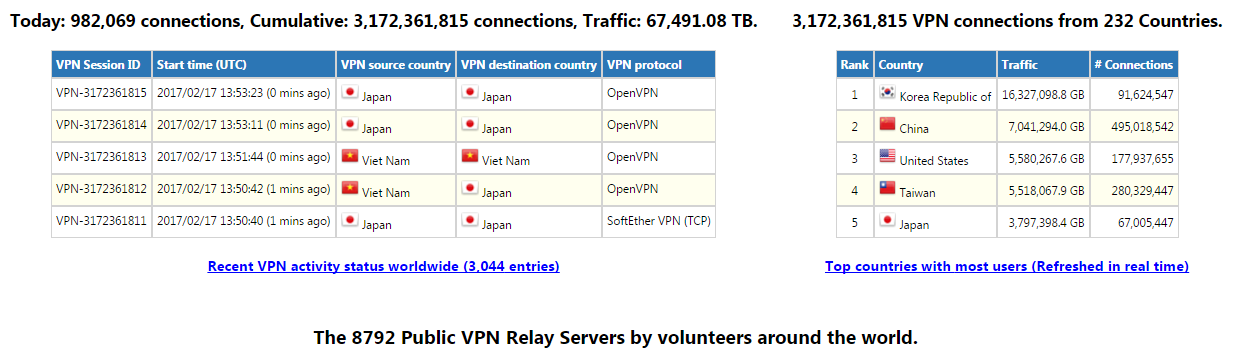 Today: 982,069 connections, Cumulative: 3,172,361,815 connections, Traffic: 67,491.08 TB.
VPN Session ID Start time (UTC) VPN source country VPN destination country VPN protocol
VPN-3172361815 2017/02/17 13:53:23 (0 mins ago) Japan Japan OpenVPN
VPN-3172361814 2017/02/17 13:53:11 (0 mins ago) Japan Japan OpenVPN
VPN-3172361813 2017/02/17 13:51:44 (0 mins ago) Viet Nam Viet Nam OpenVPN
VPN-3172361812 2017/02/17 13:50:42 (1 mins ago) Viet Nam Japan OpenVPN
VPN-3172361811 2017/02/17 13:50:40 (1 mins ago) Japan Japan SoftEther VPN (TCP)
Recent VPN activity status worldwide (3,044 entries)
3,172,361,815 VPN connections from 232 Countries.
Rank Country Traffic # Connections
1 Korea Republic of 16,327,098.8 GB 91,624,547
2 China 7,041,294.0 GB 495,018,542
3 United States 5,580,267.6 GB 177,937,655
4 Taiwan 5,518,067.9 GB 280,329,447
5 Japan 3,797,398.4 GB 67,005,447
Top countries with most users (Refreshed in real time)
The 8792 Public VPN Relay Servers by volunteers around the world.